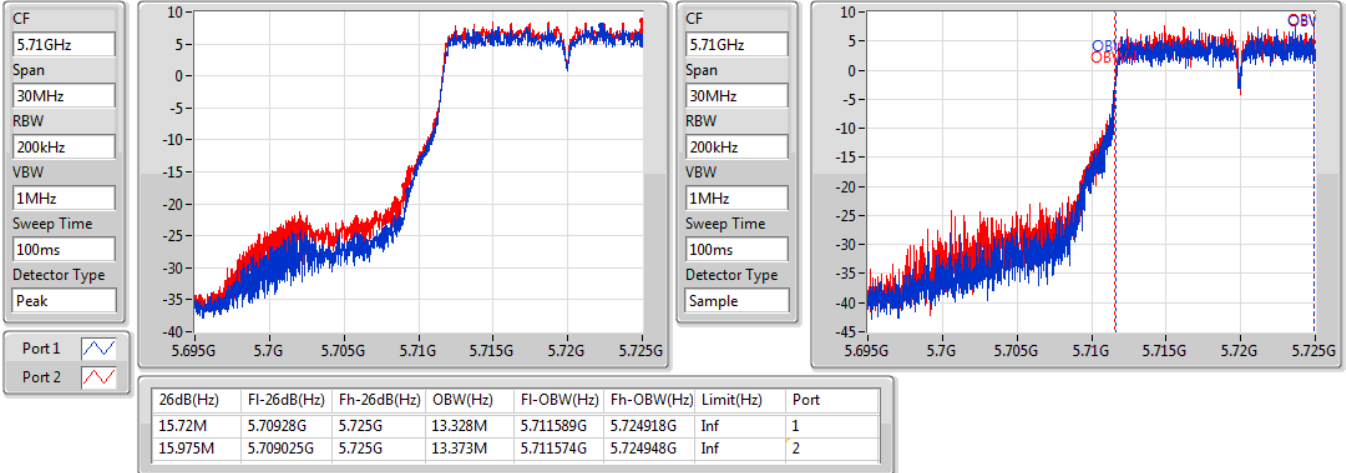 CF
5.71GHz
Span
30MHz
RBW
200kHz
VBW
1MHz
Sweep Time
100ms
Detector Type
Peak
Port 1
Port 2
10
5
0
-5
-10
-15
-20
-25
-30
-35
-40
5.695G 5.7G 5.705G 5.71G 5.715G 5.72G 5.725G
CF
5.71GHz
Span
30MHz
RBW
200kHz
VBW
1MHz
Sweep Time
100ms
Detector Type
Sample
10
5
0
-5
-10
-15
-20
-25
-30
-35
-40
-45
5.695G 5.7G 5.705G 5.71G 5.715G 5.72G 5.725G
26dB(Hz) Fl-26dB(Hz) Fh-26dB(Hz) OBW(Hz) Fl-OBW(Hz) Fh-OBW(Hz) Limit(Hz) Port
15.72M 5.70928G 5.725G 13.328M 5.711589G 5.724918G Inf 1
15.975M 5.709025G 5.725G 13.373M 5.711574G 5.724948G Inf 2